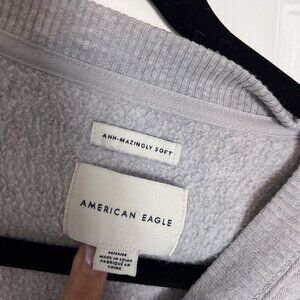 AHH-MAZINGLY SOFT
AMERICAN EAGLE
M/M/M
MADE IN CHINA
FABRIQUÉ EN
CHINE